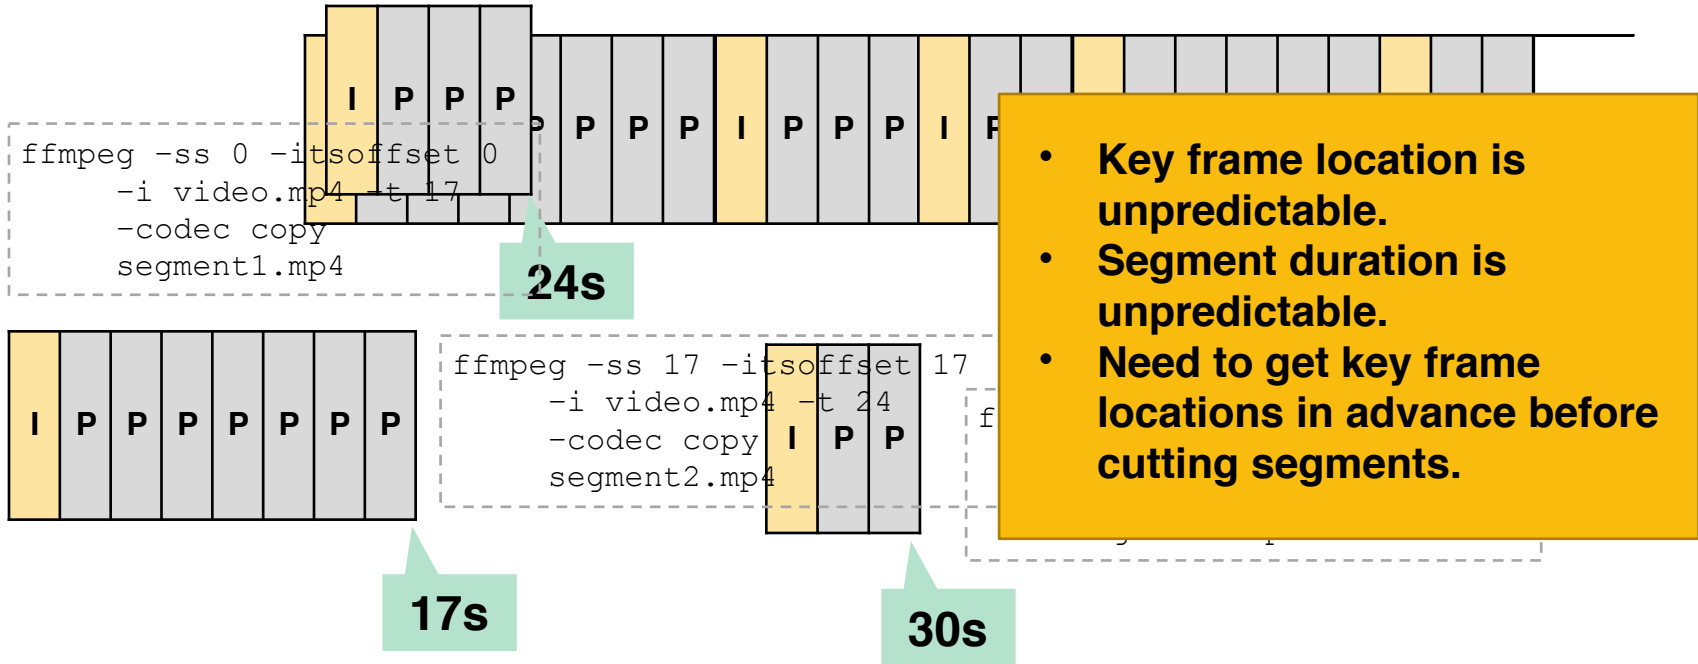 I P P P
P P P P I P P P I
ffmpeg -ss 0 -itsoffset 0
-i video.mp4 -t 17
-codec copy
segment1.mp4
24s
• Key frame location is
unpredictable.
• Segment duration is
unpredictable.
• Need to get key frame
locations in advance before
cutting segments.
I P P P P P P P
17s
ffmpeg -ss 17 -itsoffset 17
-i video.mp4 -t 24
-codec copy
segment2.mp4
I P P
30s
f